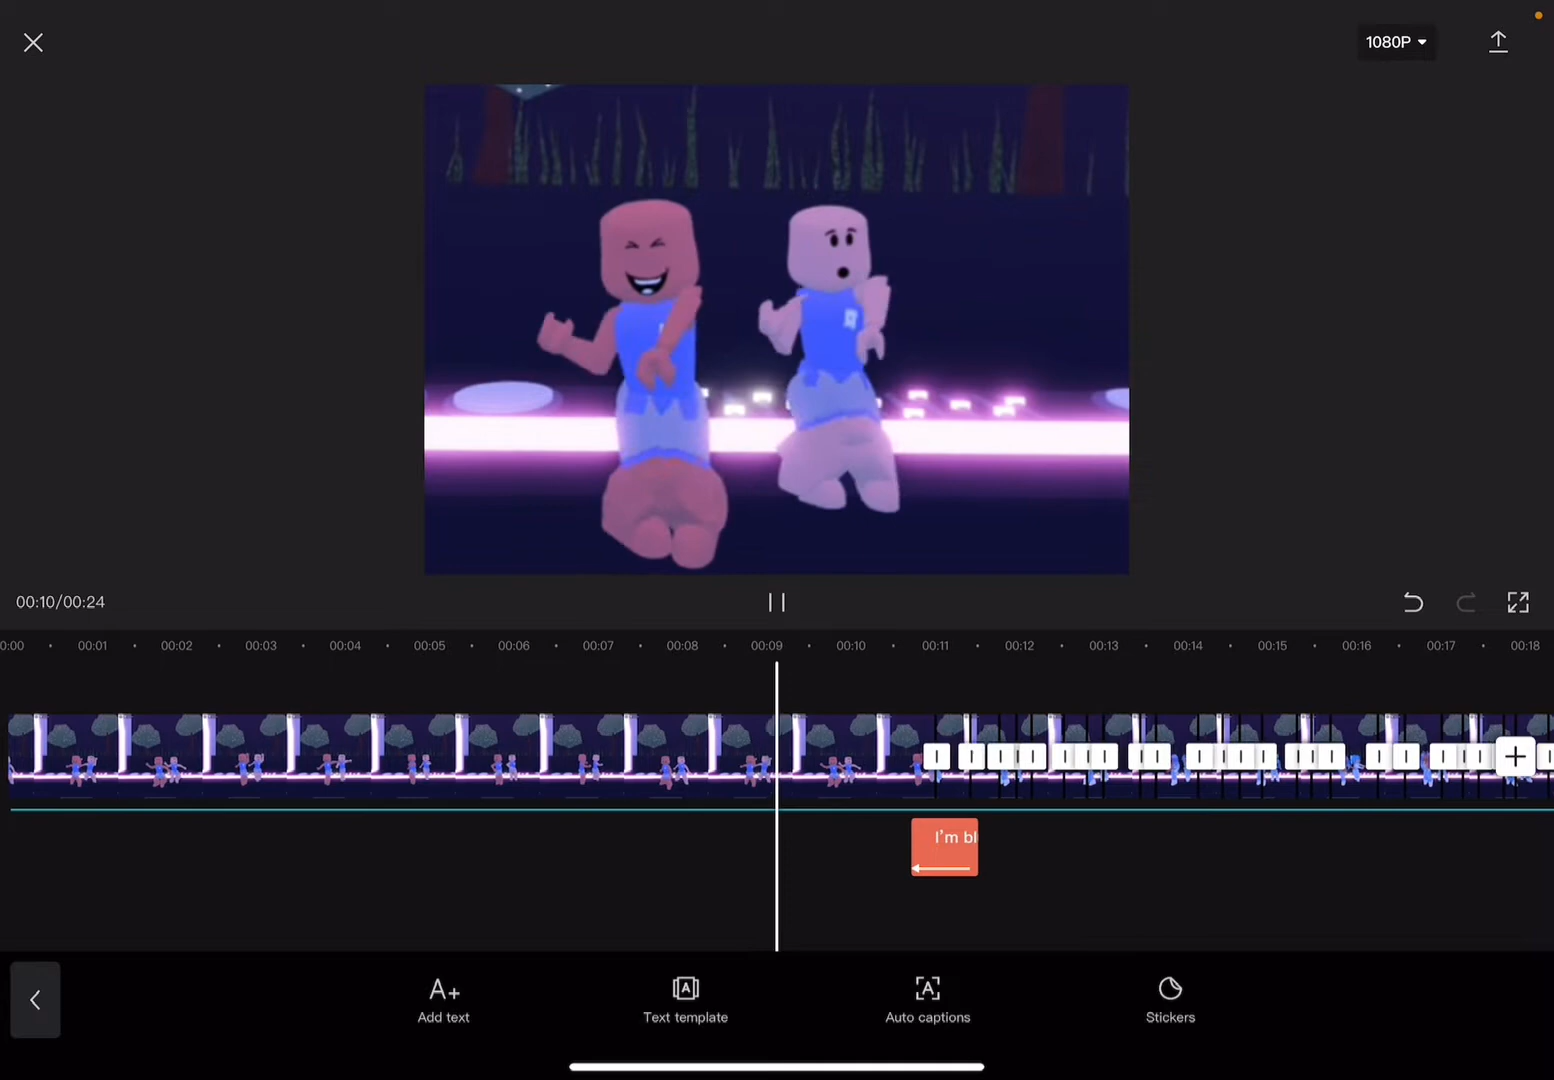 1080P
00:10/00:24
0:00 00:01 00:02 00:03 00:04 00:05 00:06 00:07 00:08 00:09 00:10 00:11 00:12 00:13 00:14 00:15 00:16 00:17 00:18
I'm bl
A+ A A
Add text Text template Auto captions Stickers